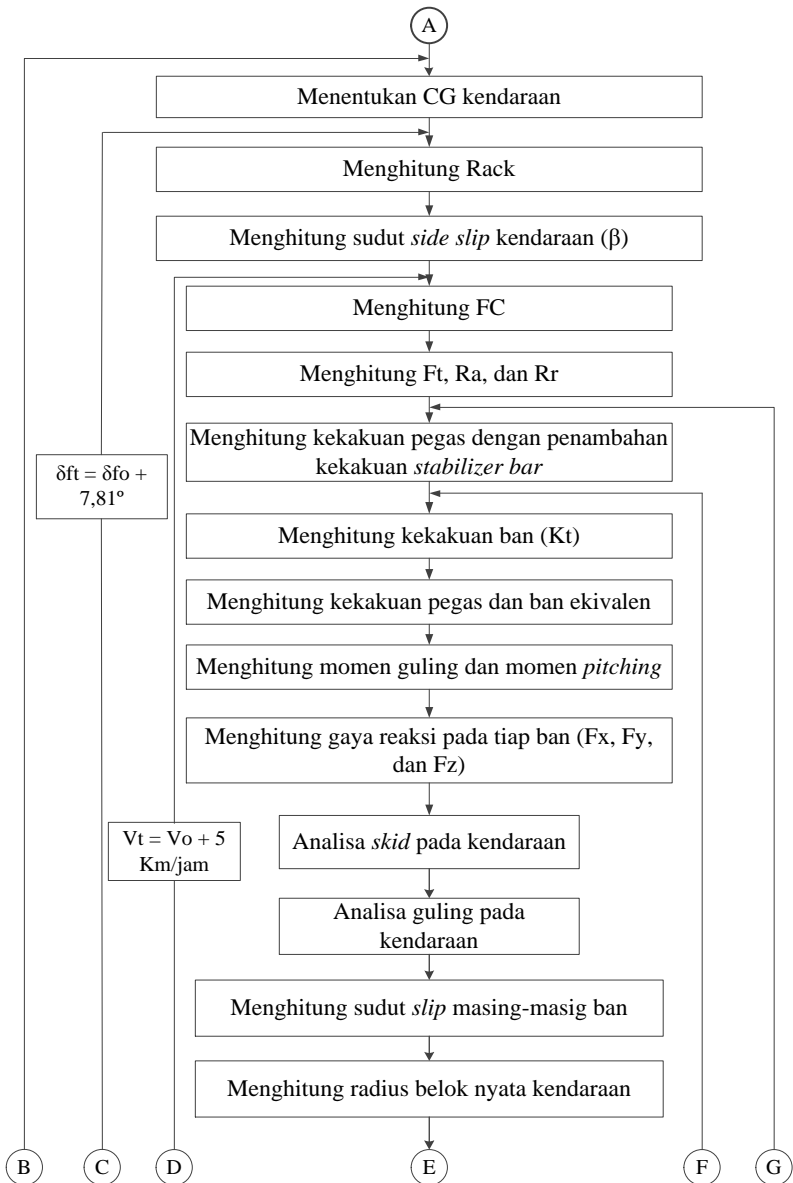 A
Menentukan CG kendaraan
Menghitung Rack
Menghitung sudut side slip kendaraan (β)
Menghitung FC
Menghitung Ft, Ra, dan Rr
Menghitung kekakuan pegas dengan penambahan
kekakuan stabilizer bar
δft = δfo +
7,81º
Menghitung kekakuan ban (Kt)
Menghitung kekakuan pegas dan ban ekivalen
Menghitung momen guling dan momen pitching
Menghitung gaya reaksi pada tiap ban (Fx, Fy,
dan Fz)
Vt = Vo + 5
Km/jam
Analisa skid pada kendaraan
Analisa guling pada
kendaraan
Menghitung sudut slip masing-masig ban
Menghitung radius belok nyata kendaraan
B
C
D
E
F
G